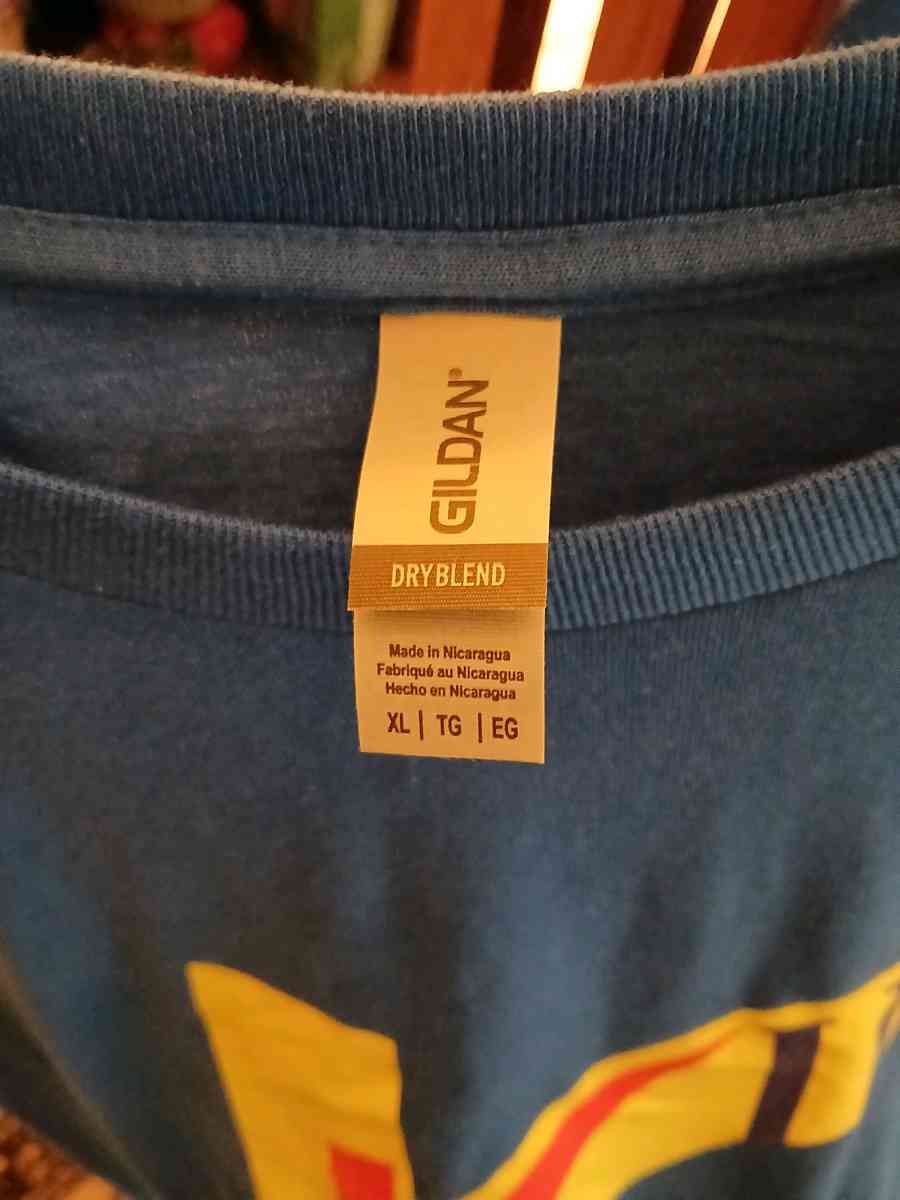 GILDAN®
DRYBLEND
Made in Nicaragua
Fabriqué au Nicaragua
Hecho en Nicaragua
XL | TG | EG